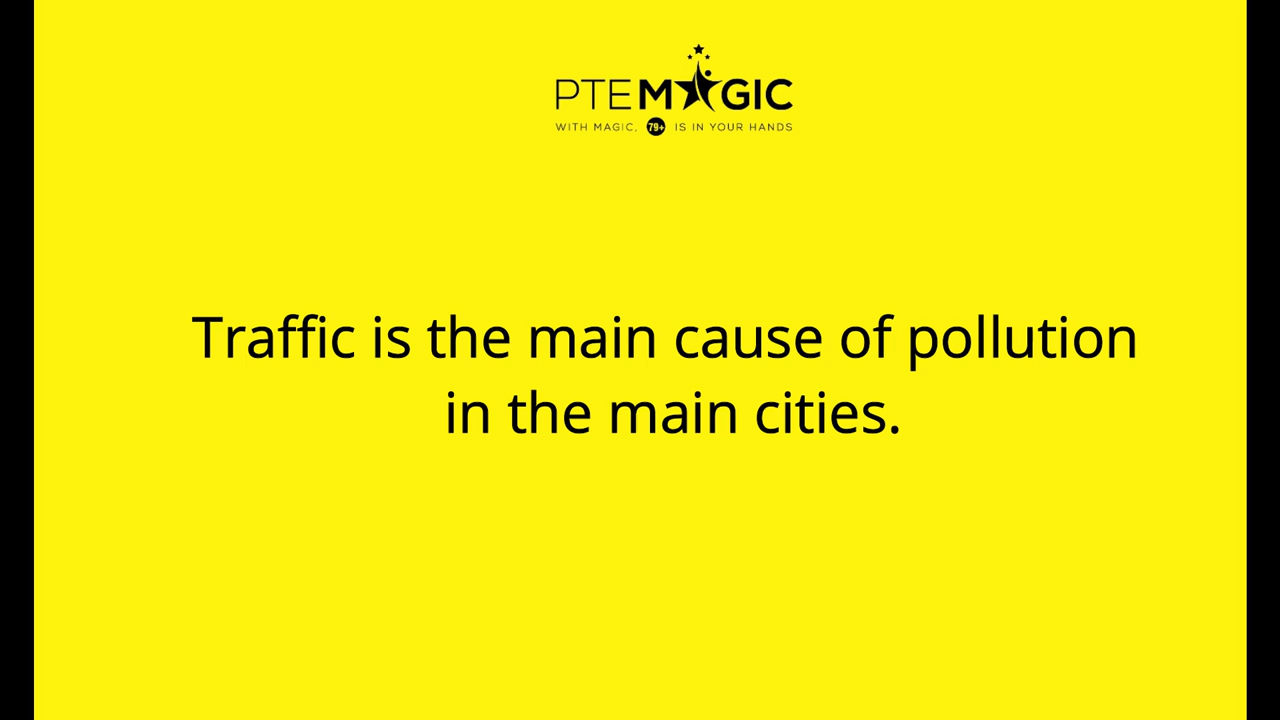 PTEMAGIC
WITH MAGIC, 79+ IS IN YOUR HANDS
Traffic is the main cause of pollution
in the main cities.